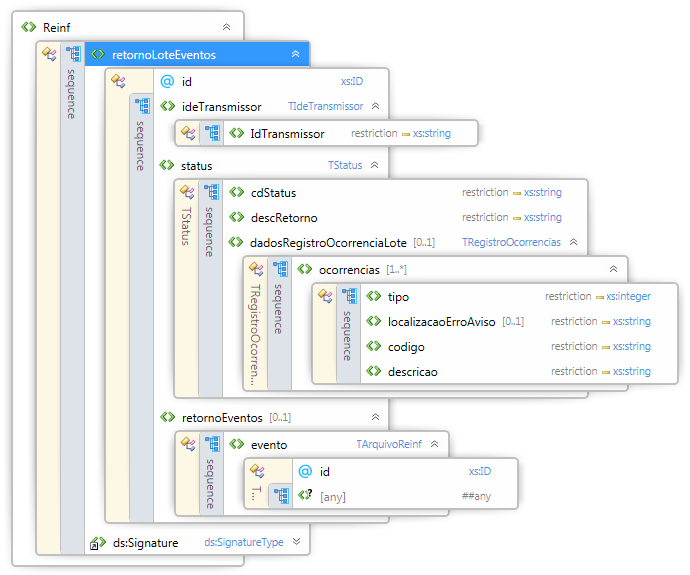 Reinf
sequence
retornoLoteEventos
sequence
id xs:ID
ideTransmissor TIdeTransmissor
IdTransmissor restriction xs:string
status TStatus
TStatus
sequence
cdStatus restriction xs:string
descRetorno restriction xs:string
dadosRegistroOcorrenciaLote [0..1] TRegistroOcorrencias
TRegistroOcorren...
sequence
ocorrencias [1..*]
sequence
tipo restriction xs:integer
localizacaoErroAviso [0..1] restriction xs:string
codigo restriction xs:string
descricao restriction xs:string
retornoEventos [0..1]
sequence
evento TArquivoReinf
T...
id xs:ID
[any] ##any
ds:Signature ds:SignatureType